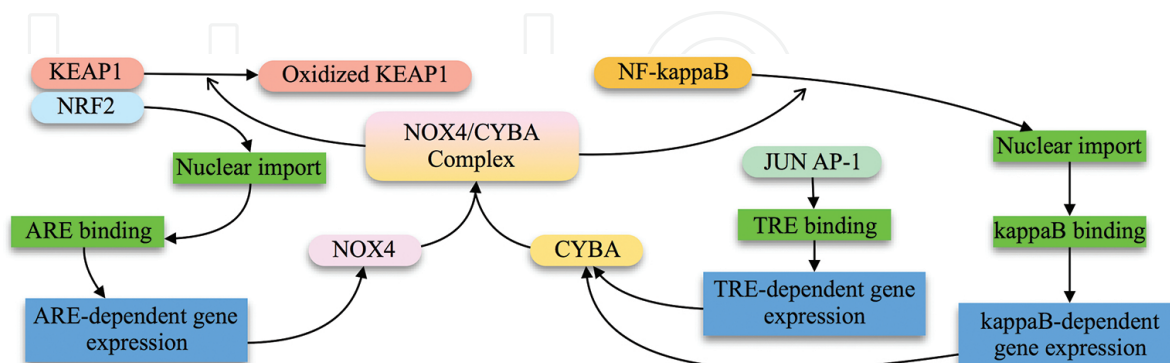 KEAP1
Oxidized KEAP1
NF-kappaB
NRF2
NOX4/CYBA
Complex
Nuclear import
JUN AP-1
Nuclear import
ARE binding
NOX4
CYBA
TRE binding
kappaB binding
ARE-dependent gene
expression
TRE-dependent gene
expression
kappaB-dependent
gene expression